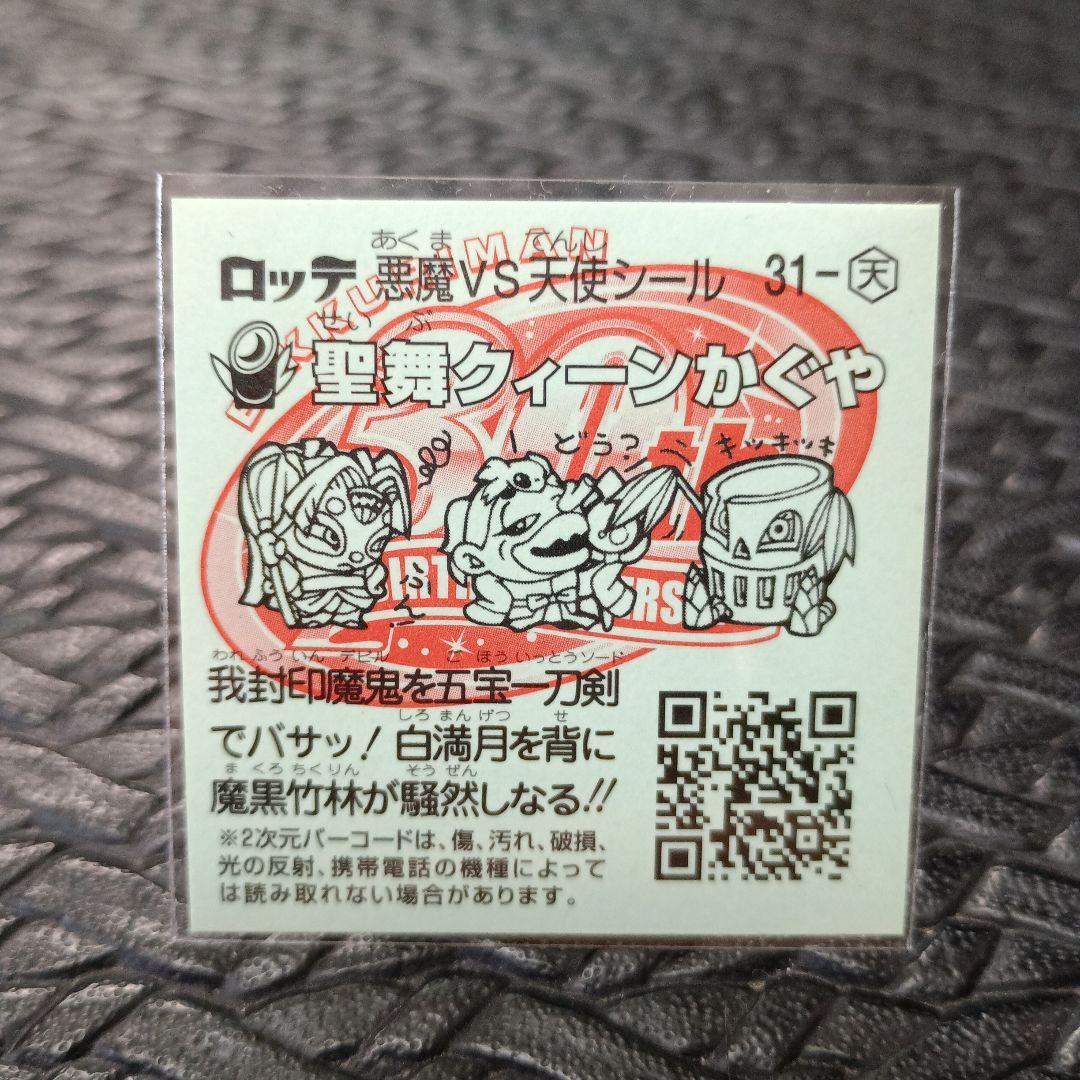 BIKKURIMAN
あくま てんし
ロッテ 悪魔VS天使シール 31-天
せい ぶ
聖舞クィーンかぐや
30th
どう? キッキッキ
ぷーん
われ ふう いん デビル ご ほう いっとうソード
我封印魔鬼を五宝一刀剣
しろ まん げつ せ
でバサッ!白満月を背に
ま くろ ちく りん そう ぜん
魔黒竹林が騒然しなる!!
※2次元バーコードは、傷、汚れ、破損、
光の反射、携帯電話の機種によって
は読み取れない場合があります。